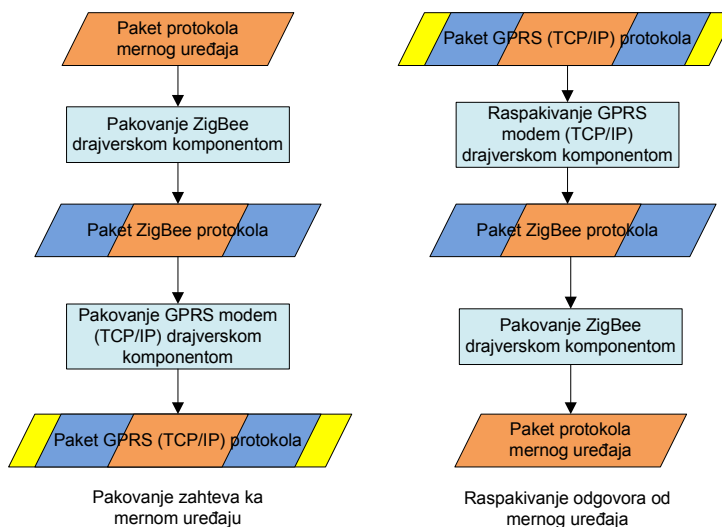 Paket protokola
mernog uređaja
Pakovanje ZigBee
drajverskom komponentom
Paket ZigBee protokola
Pakovanje GPRS modem
(TCP/IP) drajverskom
komponentom
Paket GPRS (TCP/IP) protokola
Pakovanje zahteva ka
mernom uređaju
Paket GPRS (TCP/IP) protokola
Raspakivanje GPRS
modem (TCP/IP)
drajverskom komponentom
Paket ZigBee protokola
Pakovanje ZigBee
drajverskom komponentom
Paket protokola
mernog uređaja
Raspakivanje odgovora od
mernog uređaja